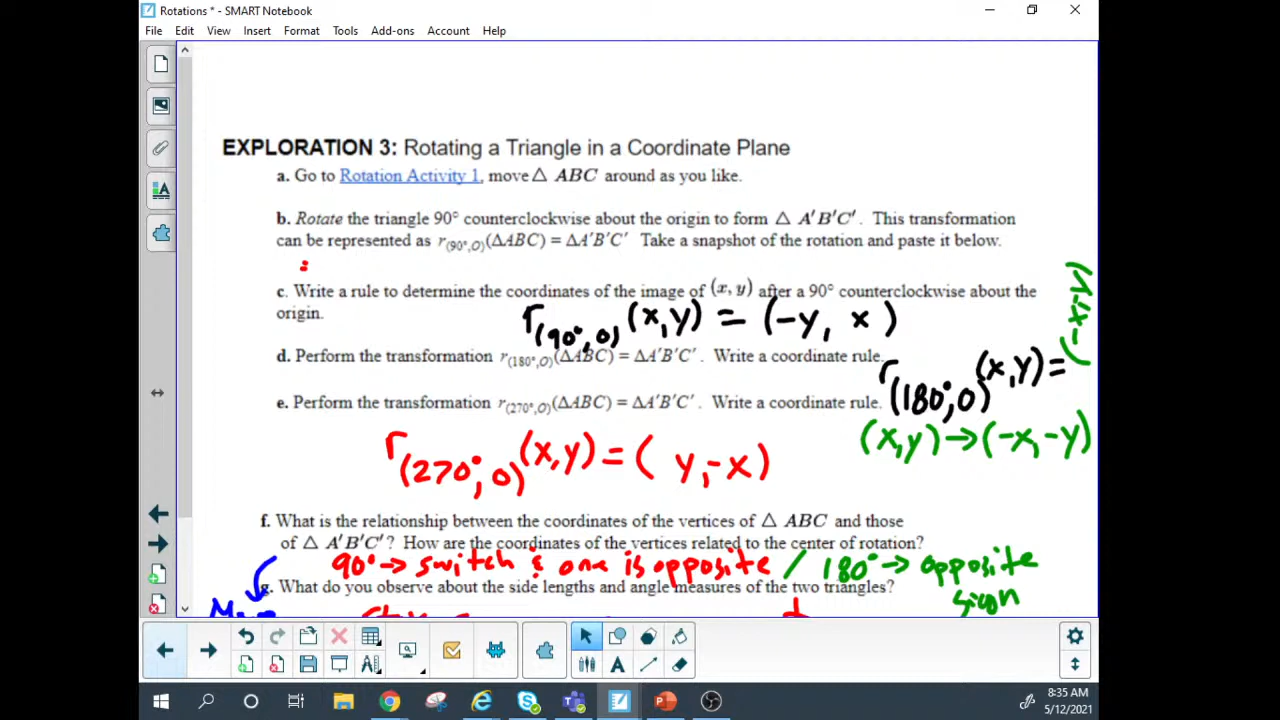 Rotations * - SMART Notebook
File Edit View Insert Format Tools Add-ons Account Help
EXPLORATION 3: Rotating a Triangle in a Coordinate Plane
a. Go to Rotation Activity 1, move △ ABC around as you like.
b. Rotate the triangle 90° counterclockwise about the origin to form △ A'B'C'. This transformation
can be represented as r(90°,O)(ΔABC) = ΔA'B'C' Take a snapshot of the rotation and paste it below.
c. Write a rule to determine the coordinates of the image of (x, y) after a 90° counterclockwise about the
origin.
r(90°,0)(x,y) = (-y, x)
d. Perform the transformation r(180°,O)(ΔABC) = ΔA'B'C'. Write a coordinate rule.
r(180°,0)(x,y)= (-x,-y)
e. Perform the transformation r(270°,O)(ΔABC) = ΔA'B'C'. Write a coordinate rule.
(x,y)→(-x,-y)
r(270°,0)(x,y)=( y,-x)
f. What is the relationship between the coordinates of the vertices of △ ABC and those
of △ A'B'C'? How are the coordinates of the vertices related to the center of rotation?
90°→ switch & one is opposite / 180°→ opposite
sign
g. What do you observe about the side lengths and angle measures of the two triangles?
8:35 AM
5/12/2021